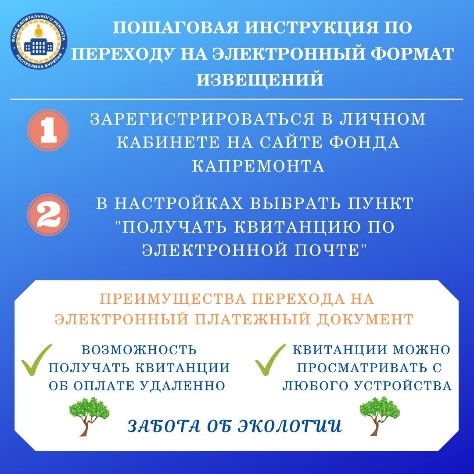 ПОШАГОВАЯ ИНСТРУКЦИЯ ПО
ПЕРЕХОДУ НА ЭЛЕКТРОННЫЙ ФОРМАТ
ИЗВЕЩЕНИЙ
1
ЗАРЕГИСТРИРОВАТЬСЯ В ЛИЧНОМ
КАБИНЕТЕ НА САЙТЕ ФОНДА
КАПРЕМОНТА
2
В НАСТРОЙКАХ ВЫБРАТЬ ПУНКТ
"ПОЛУЧАТЬ КВИТАНЦИЮ ПО
ЭЛЕКТРОННОЙ ПОЧТЕ"
ПРЕИМУЩЕСТВА ПЕРЕХОДА НА
ЭЛЕКТРОННЫЙ ПЛАТЕЖНЫЙ ДОКУМЕНТ
ВОЗМОЖНОСТЬ
ПОЛУЧАТЬ КВИТАНЦИИ
ОБ ОПЛАТЕ УДАЛЕННО
КВИТАНЦИИ МОЖНО
ПРОСМАТРИВАТЬ С
ЛЮБОГО УСТРОЙСТВА
ЗАБОТА ОБ ЭКОЛОГИИ